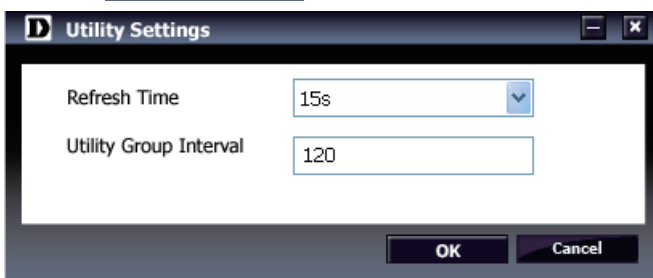 D Utility Settings
Refresh Time 15s
Utility Group Interval 120
OK Cancel